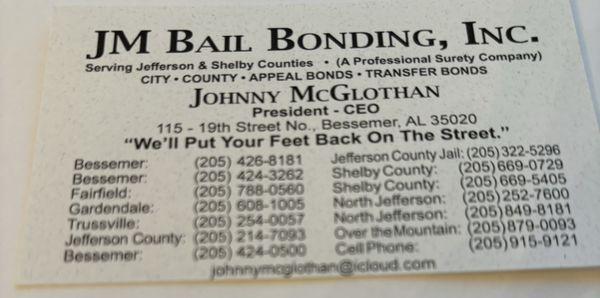 JM BAIL BONDING, INC.
Serving Jefferson & Shelby Counties • (A Professional Surety Company)
CITY • COUNTY • APPEAL BONDS • TRANSFER BONDS
JOHNNY MCGLOTHAN
President - CEO
115 - 19th Street No., Bessemer, AL 35020
"We'll Put Your Feet Back On The Street."
Bessemer: (205) 426-8181 Jefferson County Jail: (205) 322-5296
Bessemer: (205) 424-3262 Shelby County: (205) 669-0729
Fairfield: (205) 788-0560 Shelby County: (205) 669-5405
Gardendale: (205) 608-1005 North Jefferson: (205) 252-7600
Trussville: (205) 254-0057 North Jefferson: (205) 849-8181
Jefferson County: (205) 214-7093 Over the Mountain: (205) 879-0093
Bessemer: (205) 424-0500 Cell Phone: (205) 915-9121
johnnymcglothan@icloud.com